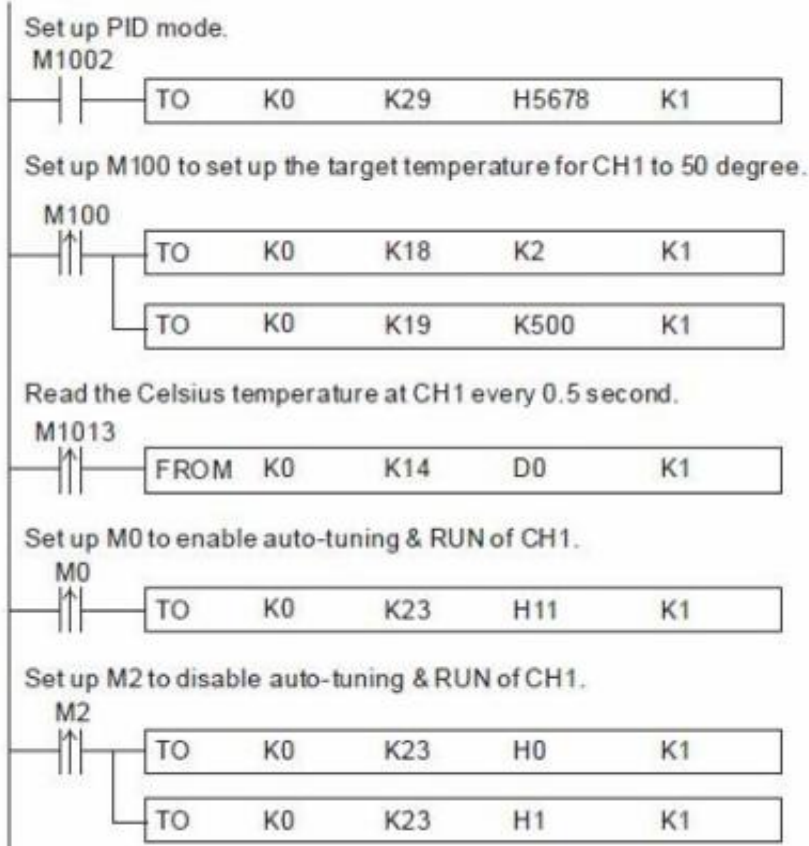 Set up PID mode.
M1002
TO K0 K29 H5678 K1
Set up M100 to set up the target temperature for CH1 to 50 degree.
M100
TO K0 K18 K2 K1
TO K0 K19 K500 K1
Read the Celsius temperature at CH1 every 0.5 second.
M1013
FROM K0 K14 D0 K1
Set up M0 to enable auto-tuning & RUN of CH1.
M0
TO K0 K23 H11 K1
Set up M2 to disable auto-tuning & RUN of CH1.
M2
TO K0 K23 H0 K1
TO K0 K23 H1 K1